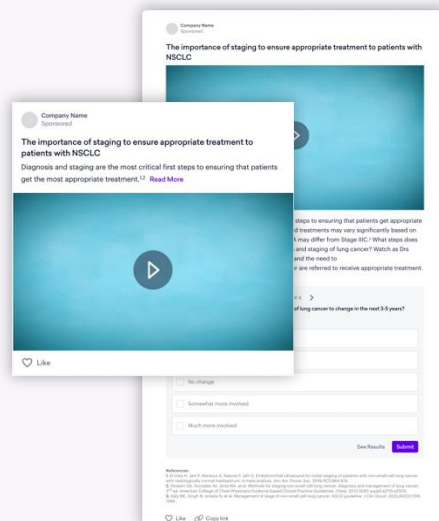 Company Name
Sponsored
The importance of staging to ensure appropriate treatment to patients with
NSCLC
Company Name
Sponsored
The importance of staging to ensure appropriate treatment to
patients with NSCLC
Diagnosis and staging are the most critical first steps to ensuring that patients
get the most appropriate treatment.¹² Read More
Like
steps to ensuring that patients get appropriate
d treatments may vary significantly based on
A may differ from Stage IIIC.² What steps does
and staging of lung cancer? Watch as Drs
and the need to
er are referred to receive appropriate treatment.
of lung cancer to change in the next 3-5 years?
No change
Somewhat more involved
Much more involved
See Results Submit
References:
Like Copy link